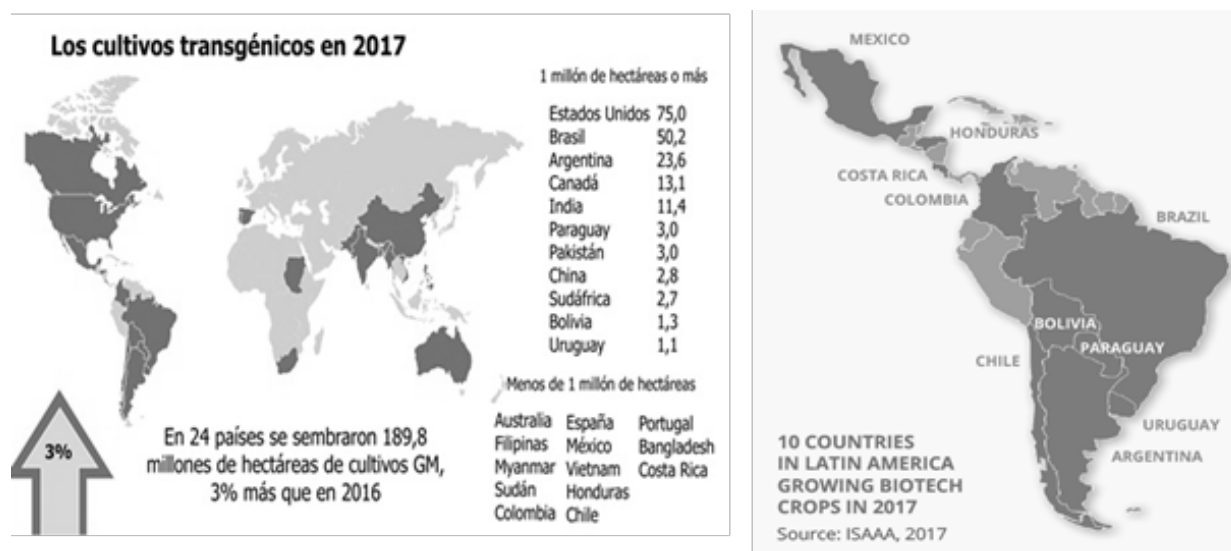 Los cultivos transgénicos en 2017
1 millón de hectáreas o más
Estados Unidos 75,0
Brasil 50,2
Argentina 23,6
Canadá 13,1
India 11,4
Paraguay 3,0
Pakistán 3,0
China 2,8
Sudáfrica 2,7
Bolivia 1,3
Uruguay 1,1
Menos de 1 millón de hectáreas
Australia España Portugal
Filipinas México Bangladesh
Myanmar Vietnam Costa Rica
Sudán Honduras
Colombia Chile
3%
En 24 países se sembraron 189,8
millones de hectáreas de cultivos GM,
3% más que en 2016
MEXICO
HONDURAS
COSTA RICA
COLOMBIA
BRAZIL
BOLIVIA
PARAGUAY
CHILE
URUGUAY
ARGENTINA
10 COUNTRIES
IN LATIN AMERICA
GROWING BIOTECH
CROPS IN 2017
Source: ISAAA, 2017